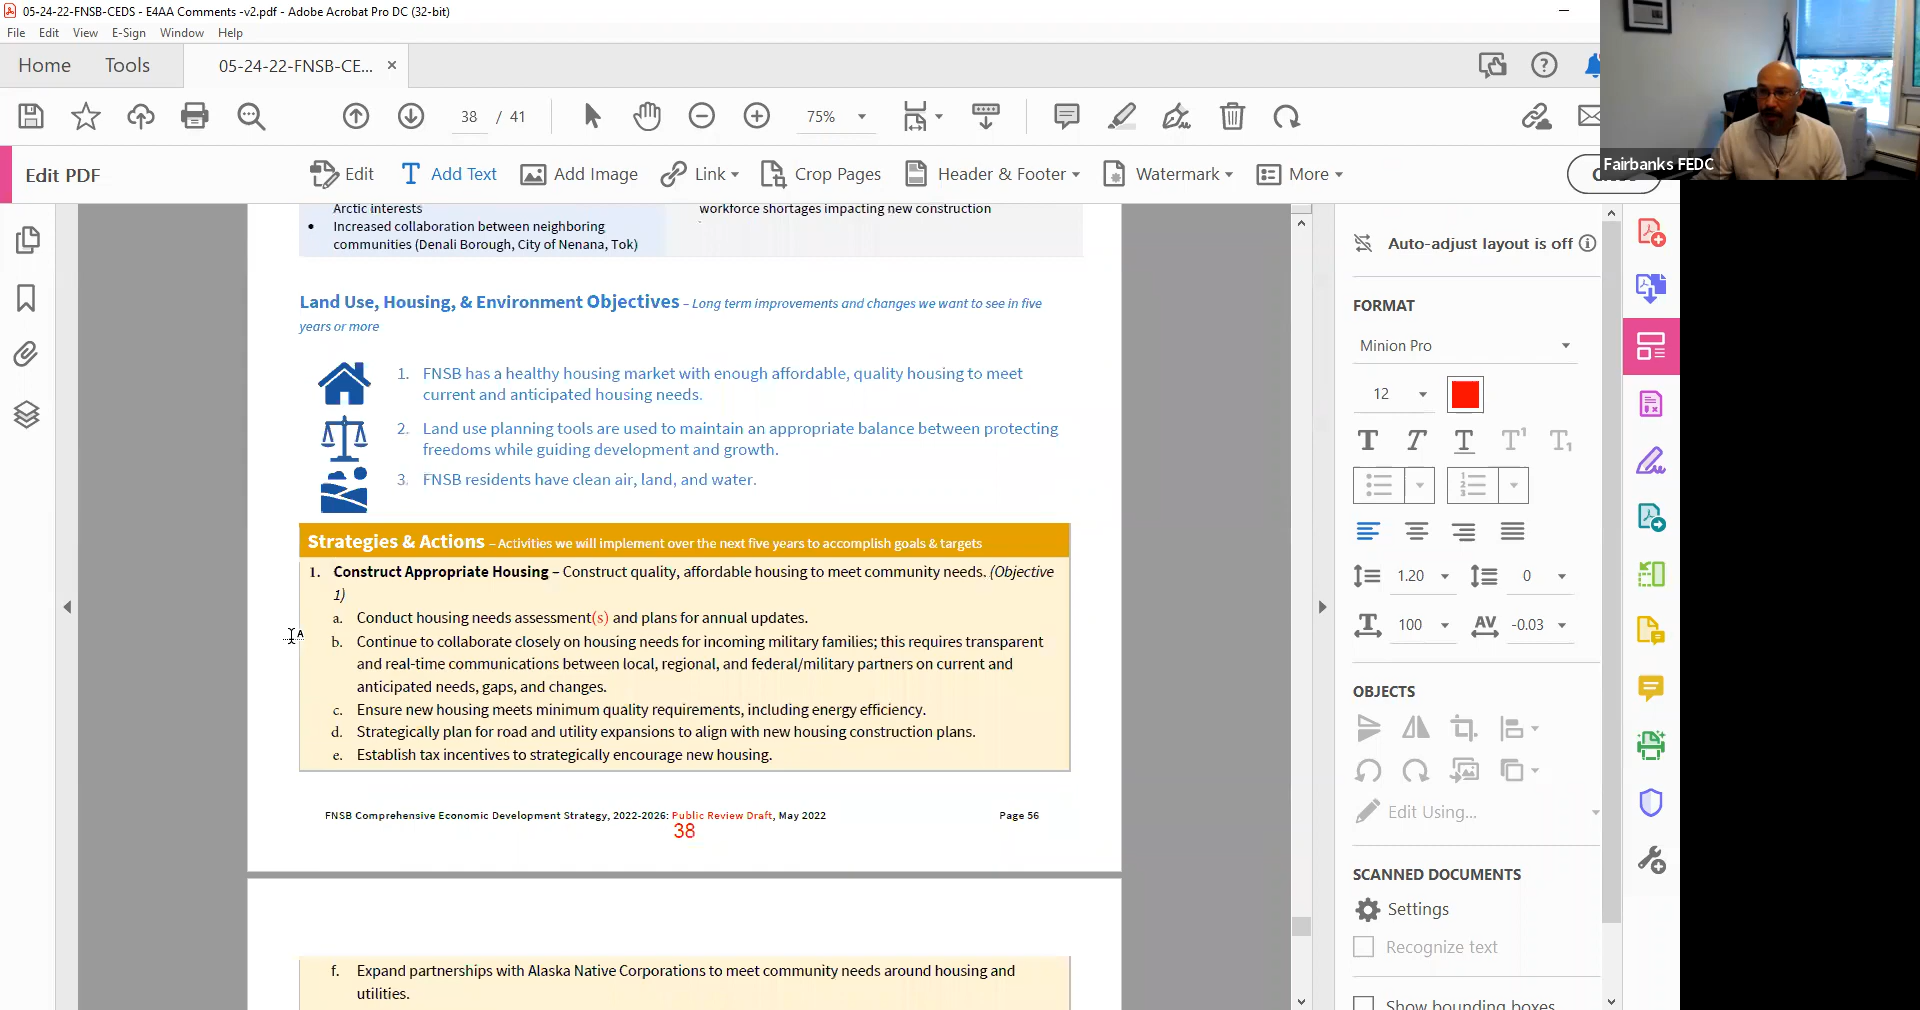 05-24-22-FNSB-CEDS - E4AA Comments -v2.pdf - Adobe Acrobat Pro DC (32-bit)
File Edit View E-Sign Window Help
Home Tools 05-24-22-FNSB-CE... ×
38 / 41 75%
Fairbanks FEDC
Edit PDF Edit Add Text Add Image Link Crop Pages Header & Footer Watermark More
Arctic interests
workforce shortages impacting new construction
• Increased collaboration between neighboring
communities (Denali Borough, City of Nenana, Tok)
Land Use, Housing, & Environment Objectives – Long term improvements and changes we want to see in five
years or more
1. FNSB has a healthy housing market with enough affordable, quality housing to meet
current and anticipated housing needs.
2. Land use planning tools are used to maintain an appropriate balance between protecting
freedoms while guiding development and growth.
3. FNSB residents have clean air, land, and water.
Strategies & Actions – Activities we will implement over the next five years to accomplish goals & targets
1. Construct Appropriate Housing – Construct quality, affordable housing to meet community needs. (Objective
1)
a. Conduct housing needs assessment(s) and plans for annual updates.
b. Continue to collaborate closely on housing needs for incoming military families; this requires transparent
and real-time communications between local, regional, and federal/military partners on current and
anticipated needs, gaps, and changes.
c. Ensure new housing meets minimum quality requirements, including energy efficiency.
d. Strategically plan for road and utility expansions to align with new housing construction plans.
e. Establish tax incentives to strategically encourage new housing.
FNSB Comprehensive Economic Development Strategy, 2022-2026: Public Review Draft, May 2022 Page 56
38
f. Expand partnerships with Alaska Native Corporations to meet community needs around housing and
utilities.
Auto-adjust layout is off
FORMAT
Minion Pro
12
1.20 0
100 AV -0.03
OBJECTS
Edit Using...
SCANNED DOCUMENTS
Settings
Recognize text
Show bounding boxes